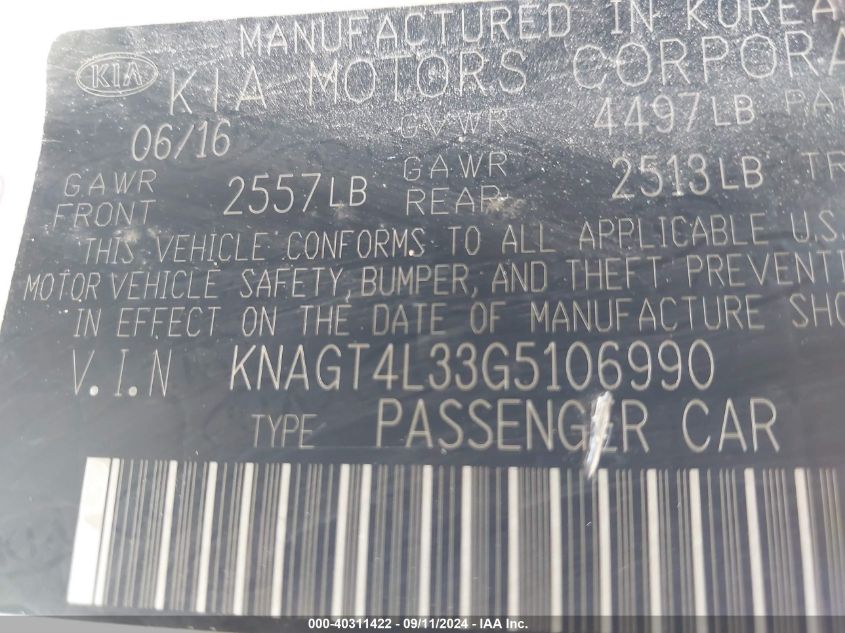 MANUFACTURED IN KOREA
KIA
KIA MOTORS CORPORA
06/16
GVWR 4497LB
GAWR FRONT 2557LB GAWR REAR 2513LB TR
THIS VEHICLE CONFORMS TO ALL APPLICABLE U.S.
MOTOR VEHICLE SAFETY, BUMPER, AND THEFT PREVENTI
IN EFFECT ON THE DATE OF MANUFACTURE SHO
V.I.N KNAGT4L33G5106990
TYPE PASSENGER CAR
000-40311422 - 09/11/2024 - IAA Inc.